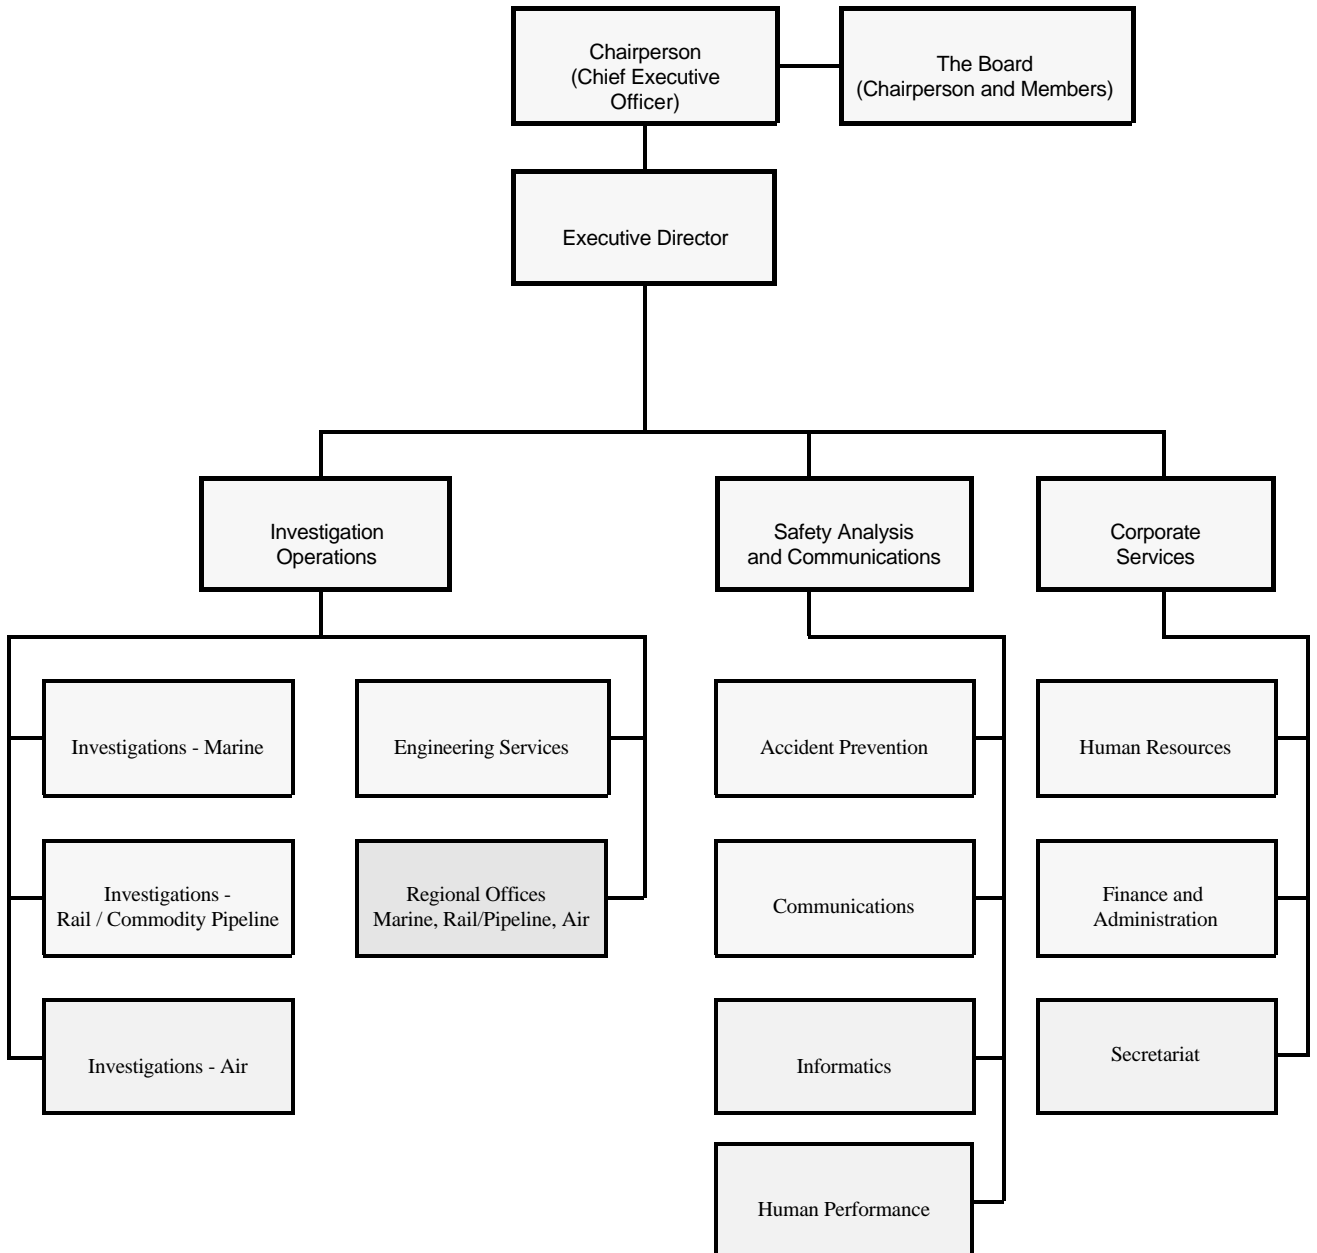 Chairperson
(Chief Executive
Officer)
The Board
(Chairperson and Members)
Executive Director
Investigation
Operations
Safety Analysis
and Communications
Corporate
Services
Investigations - Marine
Engineering Services
Accident Prevention
Human Resources
Investigations -
Rail / Commodity Pipeline
Regional Offices
Marine, Rail/Pipeline, Air
Communications
Finance and
Administration
Investigations - Air
Informatics
Secretariat
Human Performance